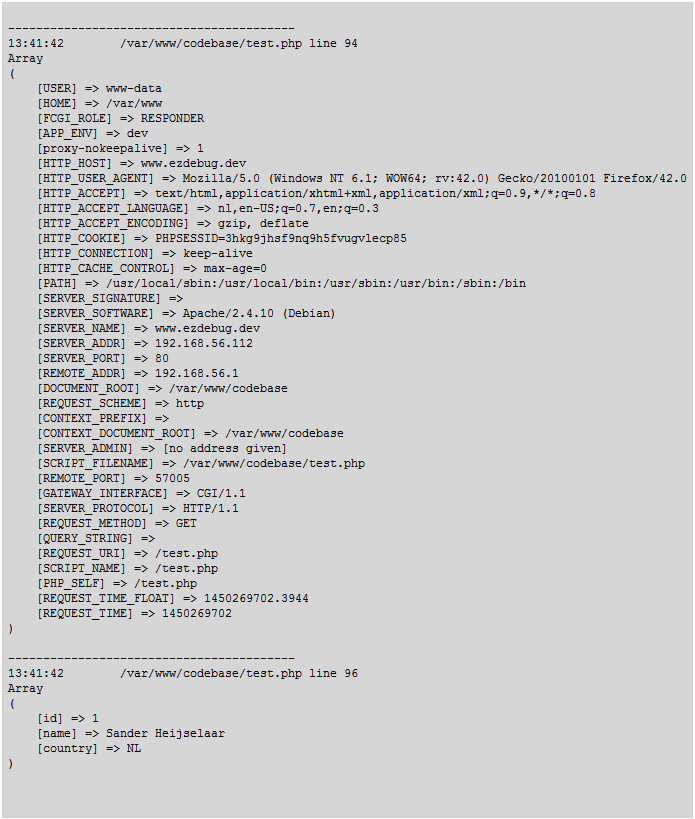 -----------------------------------------
13:41:42        /var/www/codebase/test.php line 94
Array
(
    [USER] => www-data
    [HOME] => /var/www
    [FCGI_ROLE] => RESPONDER
    [APP_ENV] => dev
    [proxy-nokeepalive] => 1
    [HTTP_HOST] => www.ezdebug.dev
    [HTTP_USER_AGENT] => Mozilla/5.0 (Windows NT 6.1; WOW64; rv:42.0) Gecko/20100101 Firefox/42.0
    [HTTP_ACCEPT] => text/html,application/xhtml+xml,application/xml;q=0.9,*/*;q=0.8
    [HTTP_ACCEPT_LANGUAGE] => nl,en-US;q=0.7,en;q=0.3
    [HTTP_ACCEPT_ENCODING] => gzip, deflate
    [HTTP_COOKIE] => PHPSESSID=3hkg9jhsf9nq9h5fvugvlecp85
    [HTTP_CONNECTION] => keep-alive
    [HTTP_CACHE_CONTROL] => max-age=0
    [PATH] => /usr/local/sbin:/usr/local/bin:/usr/sbin:/usr/bin:/sbin:/bin
    [SERVER_SIGNATURE] =>
    [SERVER_SOFTWARE] => Apache/2.4.10 (Debian)
    [SERVER_NAME] => www.ezdebug.dev
    [SERVER_ADDR] => 192.168.56.112
    [SERVER_PORT] => 80
    [REMOTE_ADDR] => 192.168.56.1
    [DOCUMENT_ROOT] => /var/www/codebase
    [REQUEST_SCHEME] => http
    [CONTEXT_PREFIX] =>
    [CONTEXT_DOCUMENT_ROOT] => /var/www/codebase
    [SERVER_ADMIN] => [no address given]
    [SCRIPT_FILENAME] => /var/www/codebase/test.php
    [REMOTE_PORT] => 57005
    [GATEWAY_INTERFACE] => CGI/1.1
    [SERVER_PROTOCOL] => HTTP/1.1
    [REQUEST_METHOD] => GET
    [QUERY_STRING] =>
    [REQUEST_URI] => /test.php
    [SCRIPT_NAME] => /test.php
    [PHP_SELF] => /test.php
    [REQUEST_TIME_FLOAT] => 1450269702.3944
    [REQUEST_TIME] => 1450269702
)
-----------------------------------------
13:41:42        /var/www/codebase/test.php line 96
Array
(
    [id] => 1
    [name] => Sander Heijselaar
    [country] => NL
)